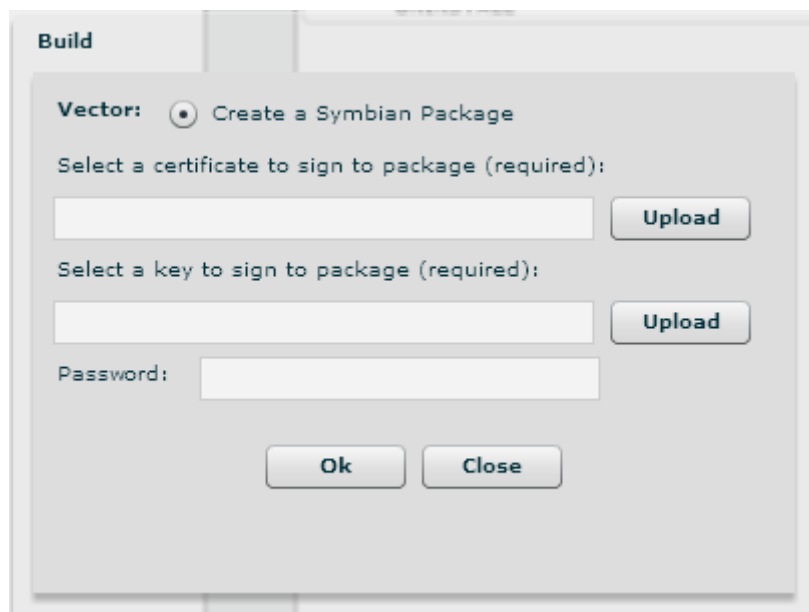 Build
Vector: Create a Symbian Package
Select a certificate to sign to package (required):
Upload
Select a key to sign to package (required):
Upload
Password:
Ok Close